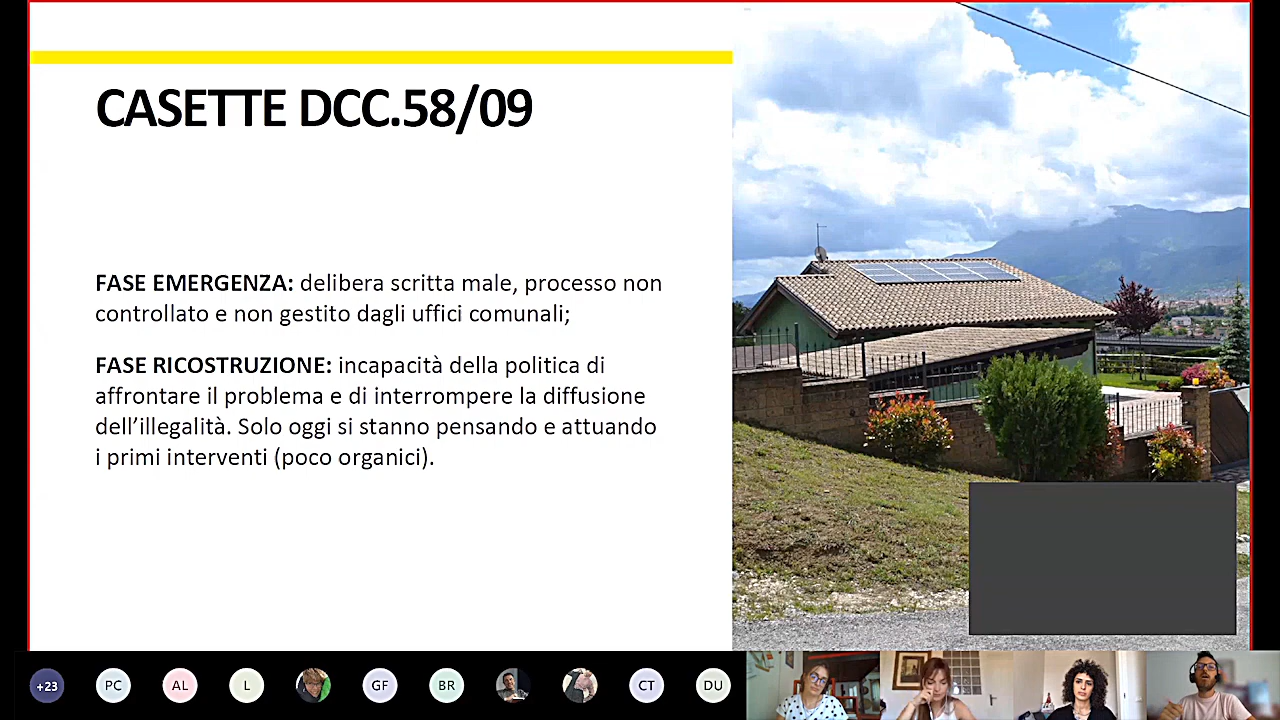 CASETTE DCC.58/09
FASE EMERGENZA: delibera scritta male, processo non
controllato e non gestito dagli uffici comunali;
FASE RICOSTRUZIONE: incapacità della politica di
affrontare il problema e di interrompere la diffusione
dell'illegalità. Solo oggi si stanno pensando e attuando
i primi interventi (poco organici).
+23
PC
AL
L
GF
BR
CT
DU